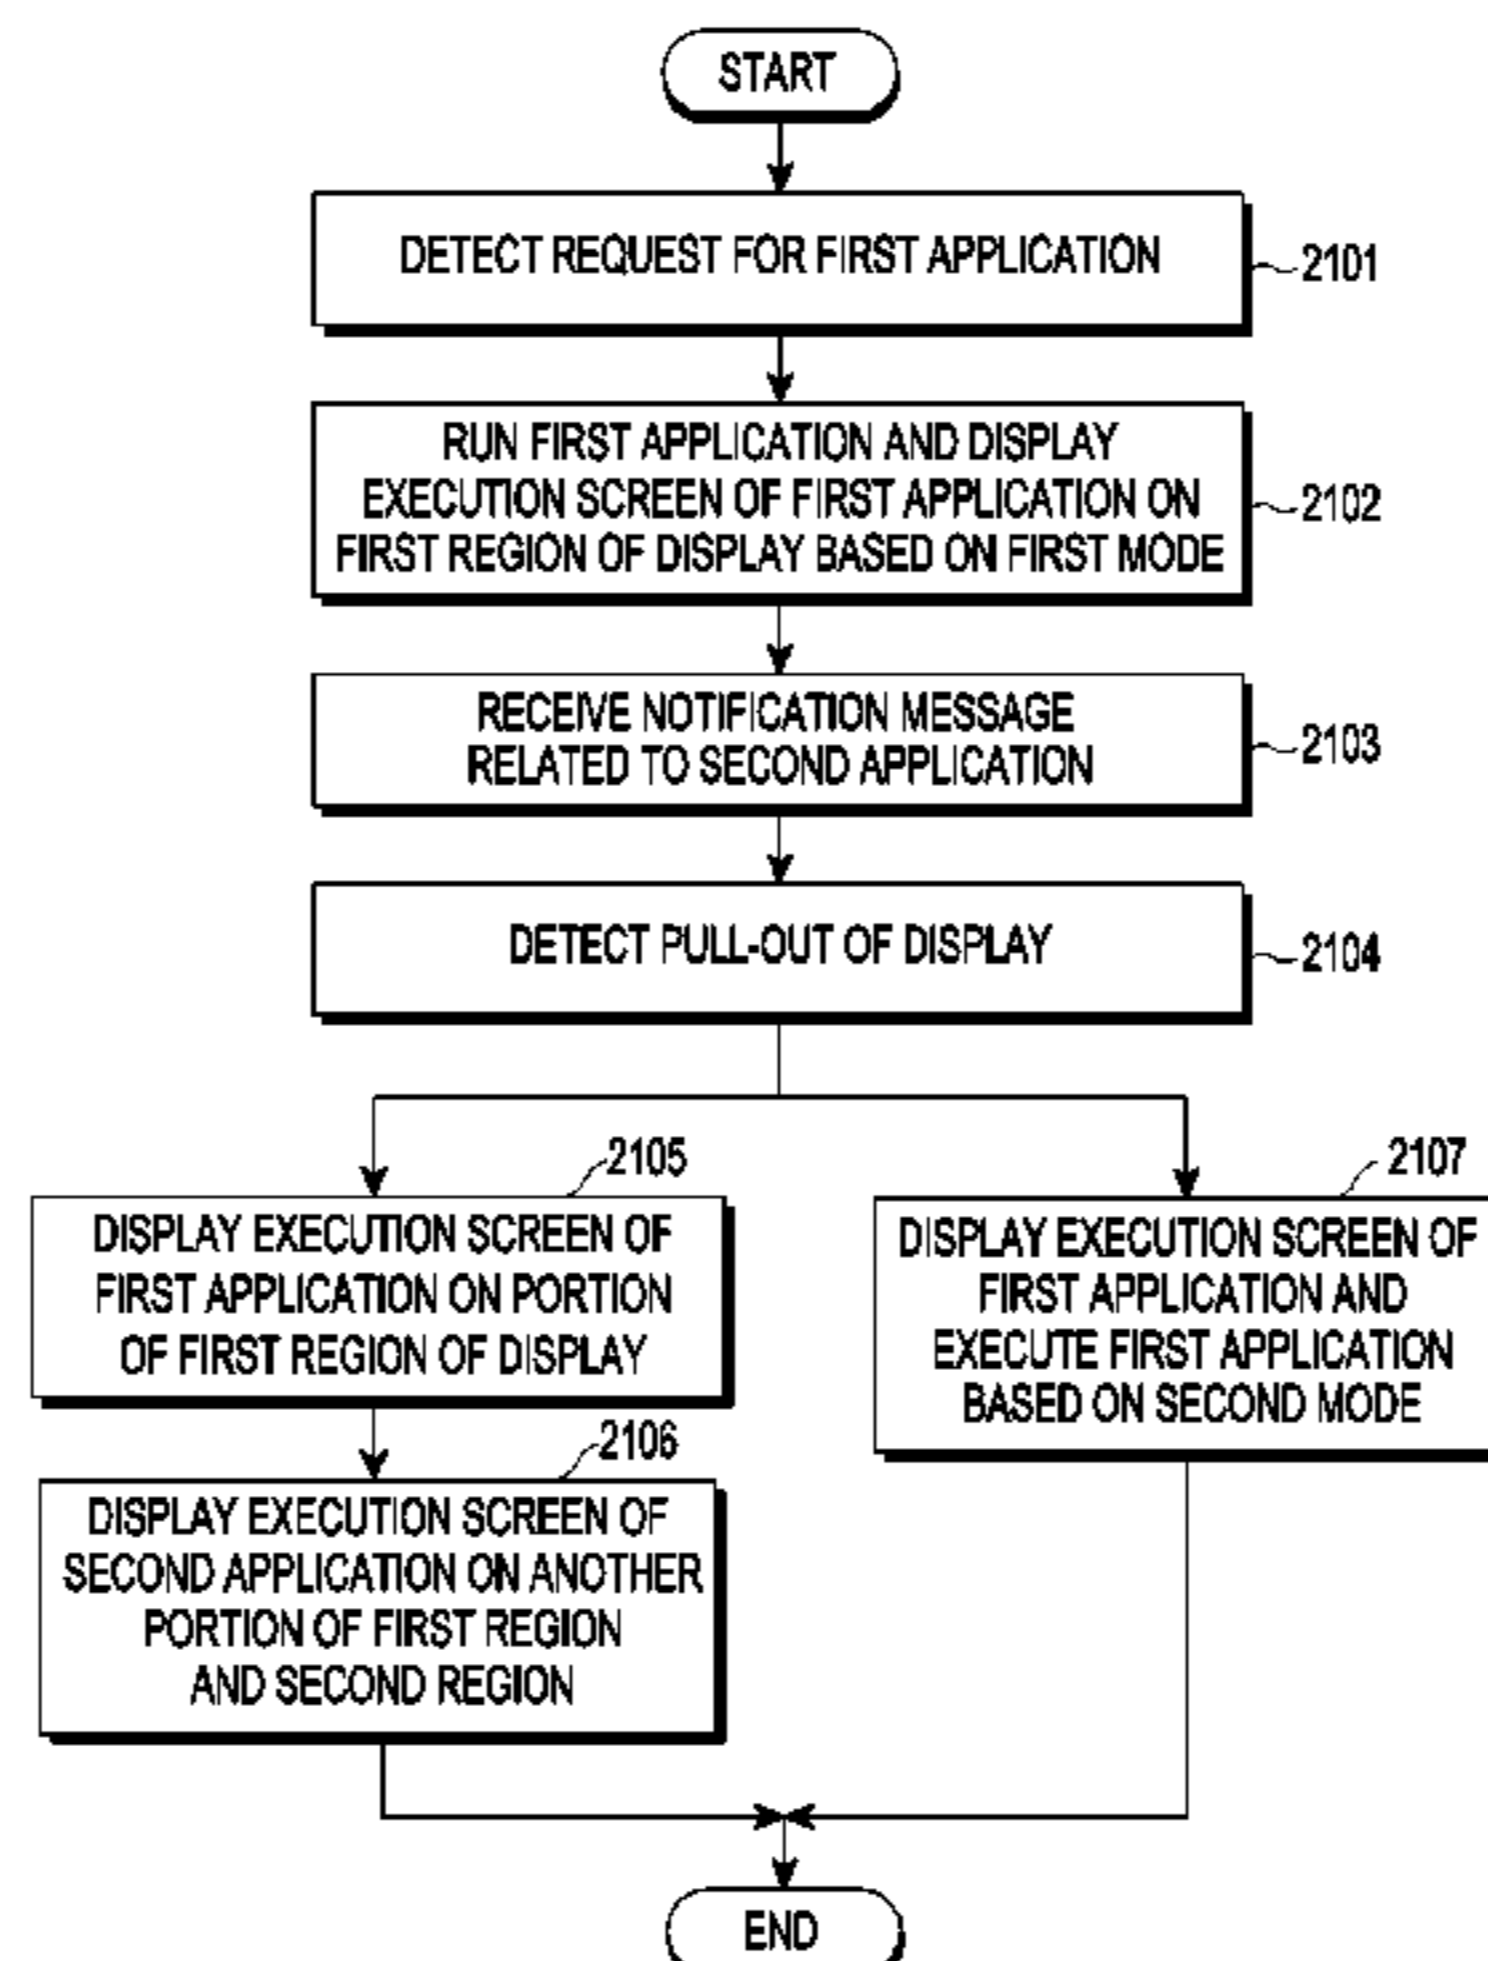 START
DETECT REQUEST FOR FIRST APPLICATION
2101
RUN FIRST APPLICATION AND DISPLAY
EXECUTION SCREEN OF FIRST APPLICATION ON
FIRST REGION OF DISPLAY BASED ON FIRST MODE
2102
RECEIVE NOTIFICATION MESSAGE
RELATED TO SECOND APPLICATION
2103
DETECT PULL-OUT OF DISPLAY
2104
2105
DISPLAY EXECUTION SCREEN OF
FIRST APPLICATION ON PORTION
OF FIRST REGION OF DISPLAY
2106
DISPLAY EXECUTION SCREEN OF
SECOND APPLICATION ON ANOTHER
PORTION OF FIRST REGION
AND SECOND REGION
2107
DISPLAY EXECUTION SCREEN OF
FIRST APPLICATION AND
EXECUTE FIRST APPLICATION
BASED ON SECOND MODE
END